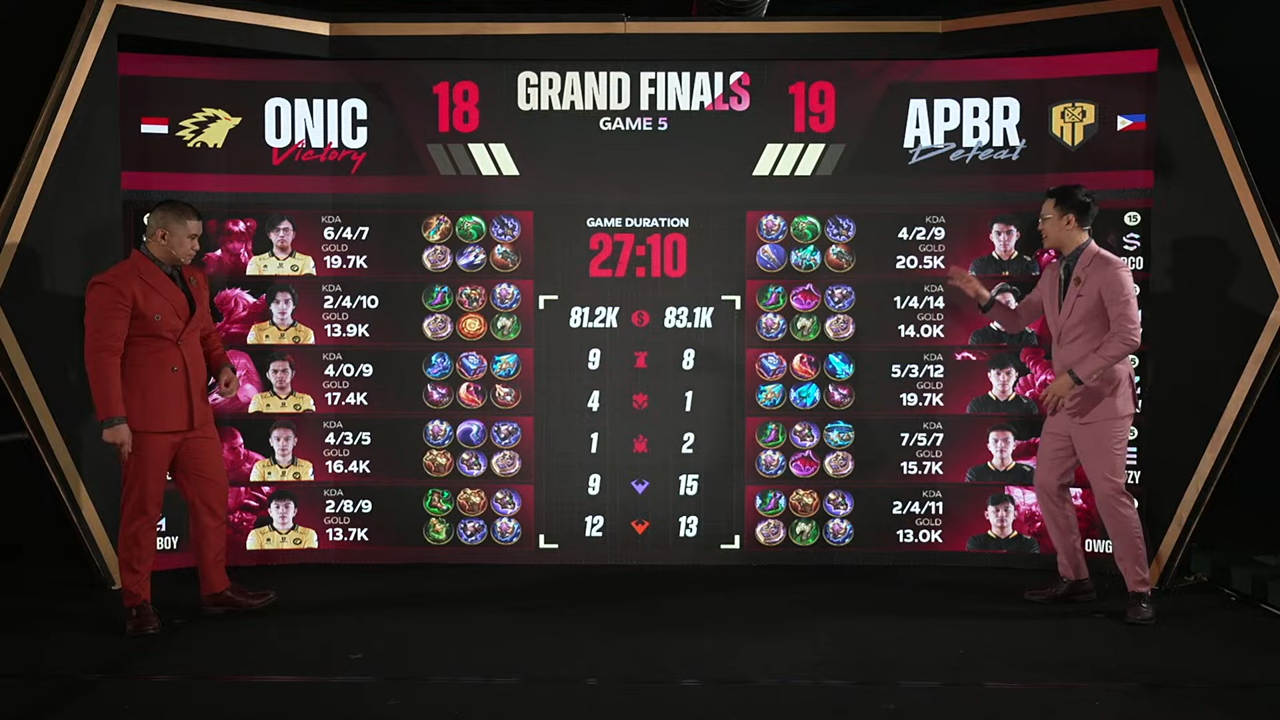 GRAND FINALS
GAME 5
ONIC
Victory
18
19
APBR
Defeat
GAME DURATION
27:10
81.2K 83.1K
9 8
4 1
1 2
9 15
12 13
KDA
6/4/7
GOLD
19.7K
KDA
2/4/10
GOLD
13.9K
KDA
4/0/9
GOLD
17.4K
KDA
4/3/5
GOLD
16.4K
KDA
2/8/9
GOLD
13.7K
BOY
KDA
4/2/9
GOLD
20.5K
15
CO
KDA
1/4/14
GOLD
14.0K
KDA
5/3/12
GOLD
19.7K
KDA
7/5/7
GOLD
15.7K
ZY
KDA
2/4/11
GOLD
13.0K
OWG